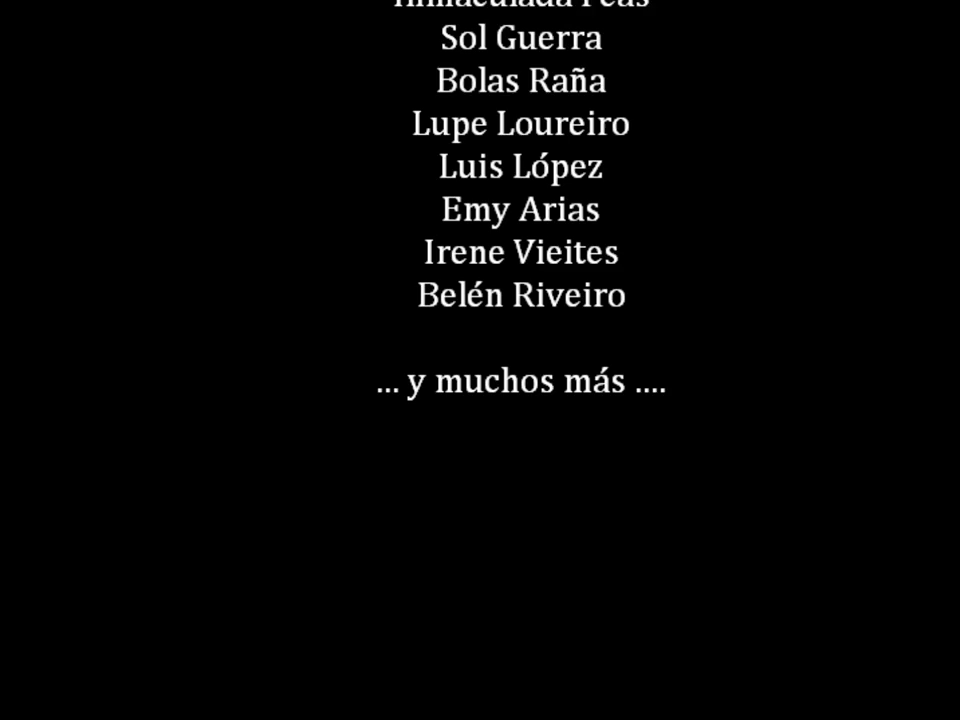 Sol Guerra
Bolas Raña
Lupe Loureiro
Luis López
Emy Arias
Irene Vieites
Belén Riveiro
... y muchos más ....